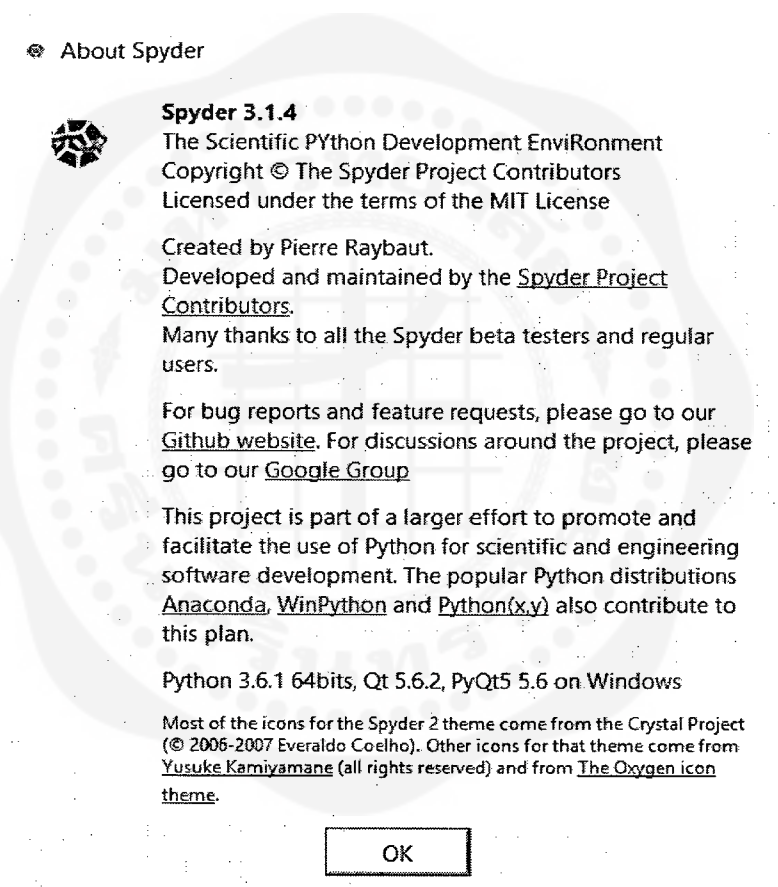 About Spyder
Spyder 3.1.4
The Scientific PYthon Development EnviRonment
Copyright © The Spyder Project Contributors
Licensed under the terms of the MIT License
Created by Pierre Raybaut.
Developed and maintained by the Spyder Project
Contributors.
Many thanks to all the Spyder beta testers and regular
users.
For bug reports and feature requests, please go to our
Github website. For discussions around the project, please
go to our Google Group
This project is part of a larger effort to promote and
facilitate the use of Python for scientific and engineering
software development. The popular Python distributions
Anaconda, WinPython and Python(x,y) also contribute to
this plan.
Python 3.6.1 64bits, Qt 5.6.2, PyQt5 5.6 on Windows
Most of the icons for the Spyder 2 theme come from the Crystal Project
(© 2006-2007 Everaldo Coelho). Other icons for that theme come from
Yusuke Kamiyamane (all rights reserved) and from The Oxygen icon
theme.
OK